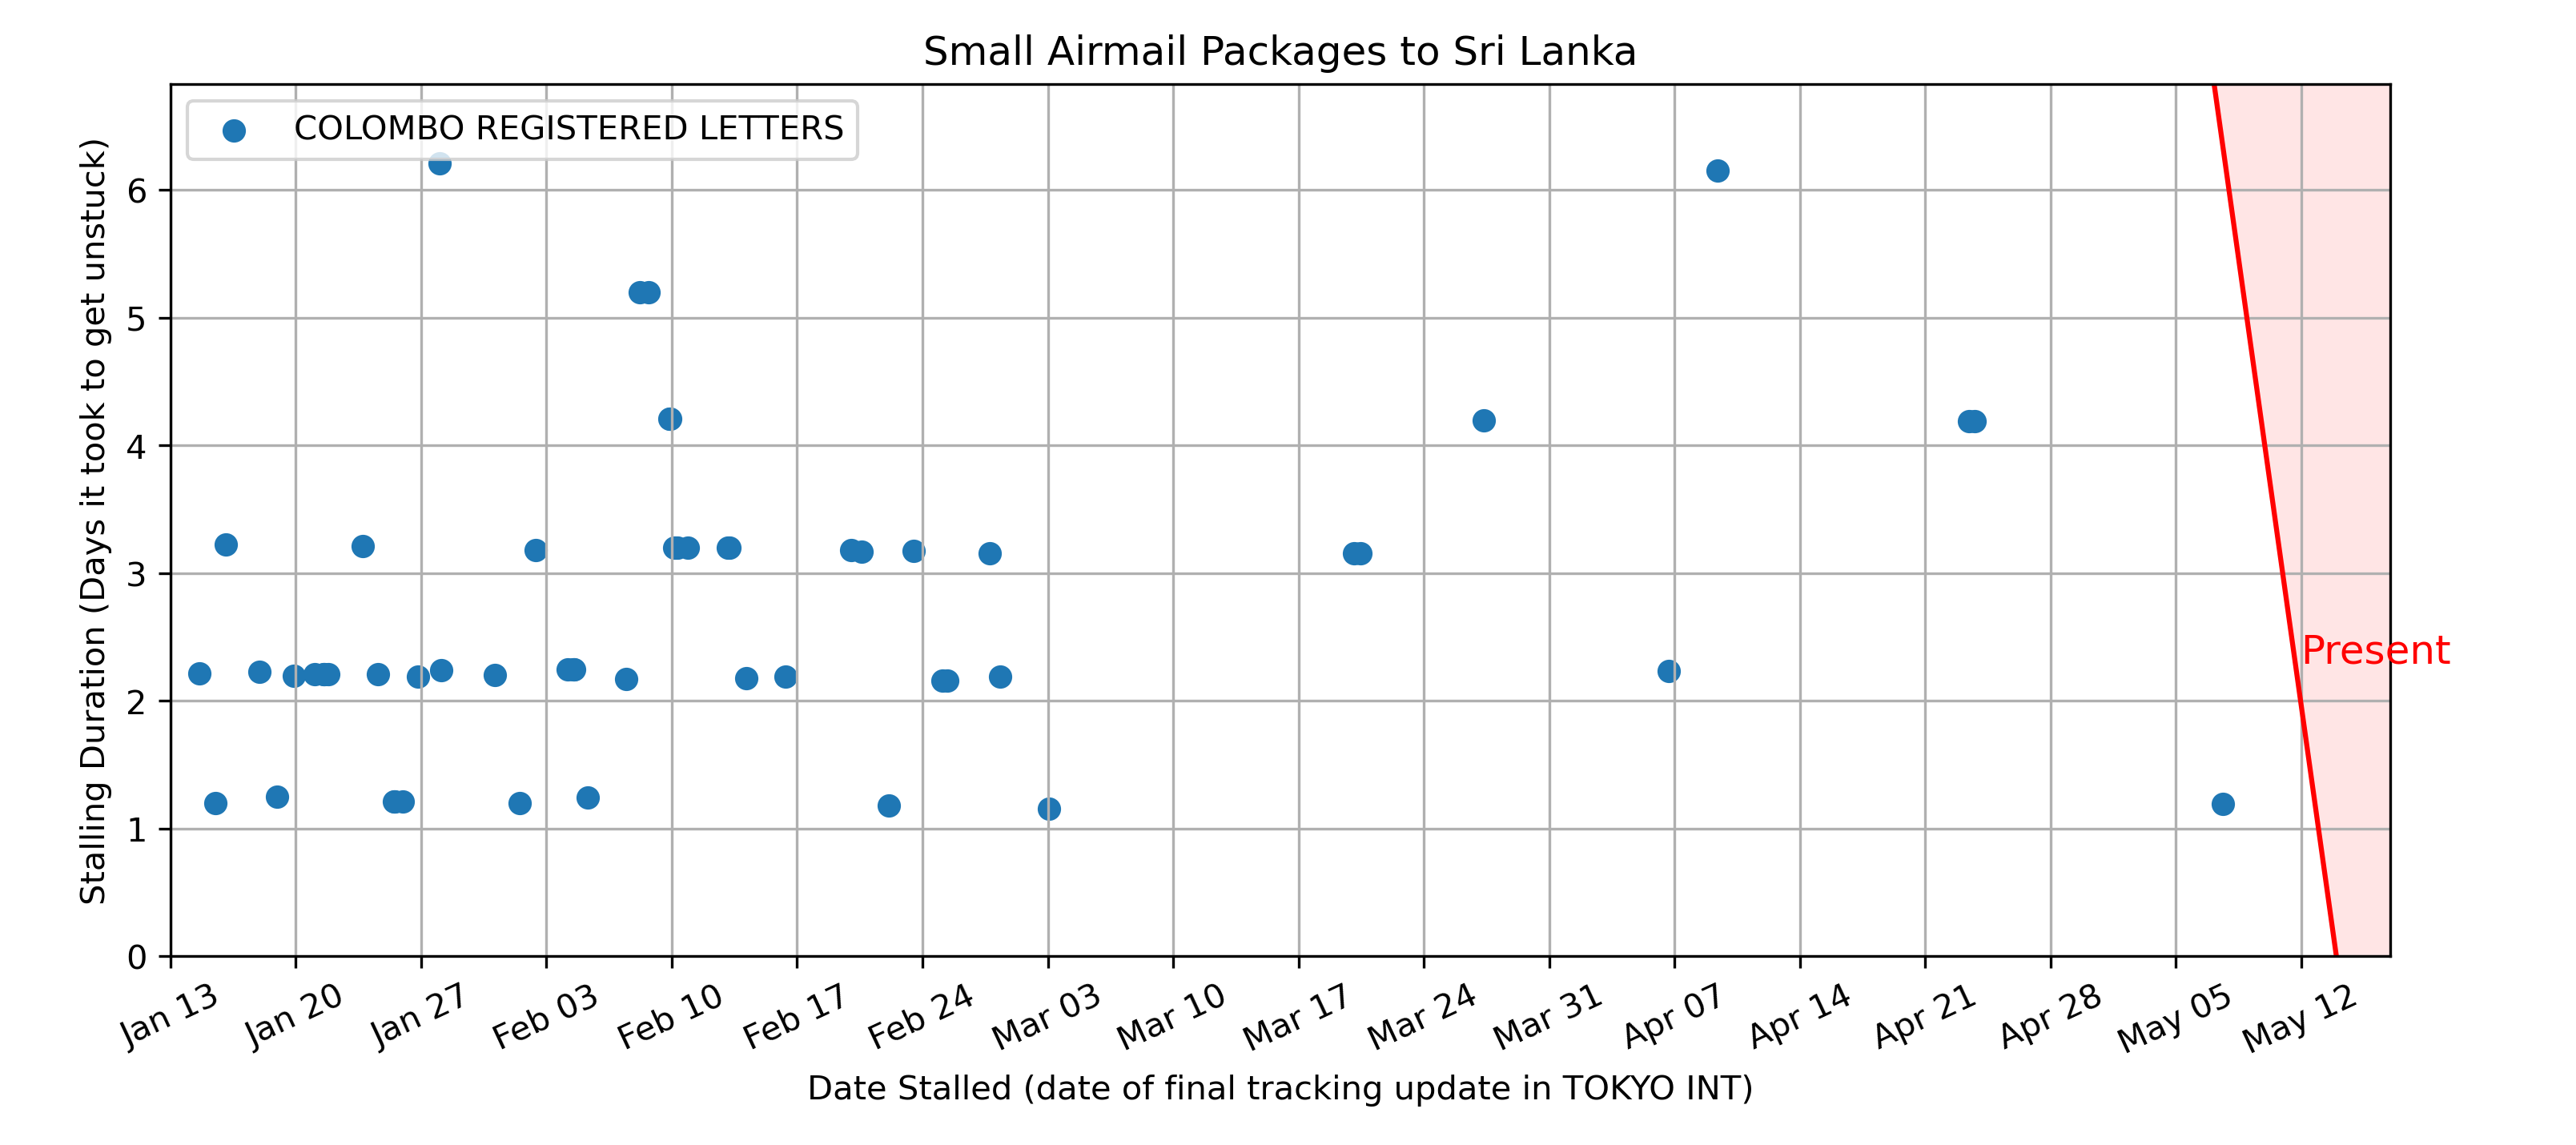 Small Airmail Packages to Sri Lanka
COLOMBO REGISTERED LETTERS
Stalling Duration (Days it took to get unstuck)
6
5
4
3
2
1
0
Present
Jan 13
Jan 20
Jan 27
Feb 03
Feb 10
Feb 17
Feb 24
Mar 03
Mar 10
Mar 17
Mar 24
Mar 31
Apr 07
Apr 14
Apr 21
Apr 28
May 05
May 12
Date Stalled (date of final tracking update in TOKYO INT)